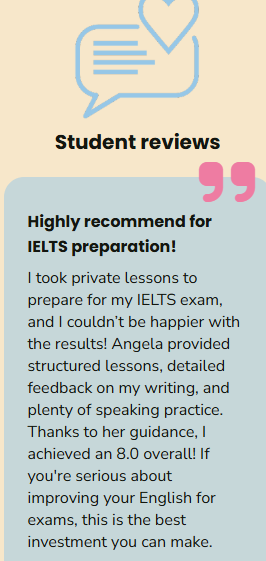 Student reviews
Highly recommend for
IELTS preparation!
I took private lessons to
prepare for my IELTS exam,
and I couldn’t be happier with
the results! Angela provided
structured lessons, detailed
feedback on my writing, and
plenty of speaking practice.
Thanks to her guidance, I
achieved an 8.0 overall! If
you're serious about
improving your English for
exams, this is the best
investment you can make.